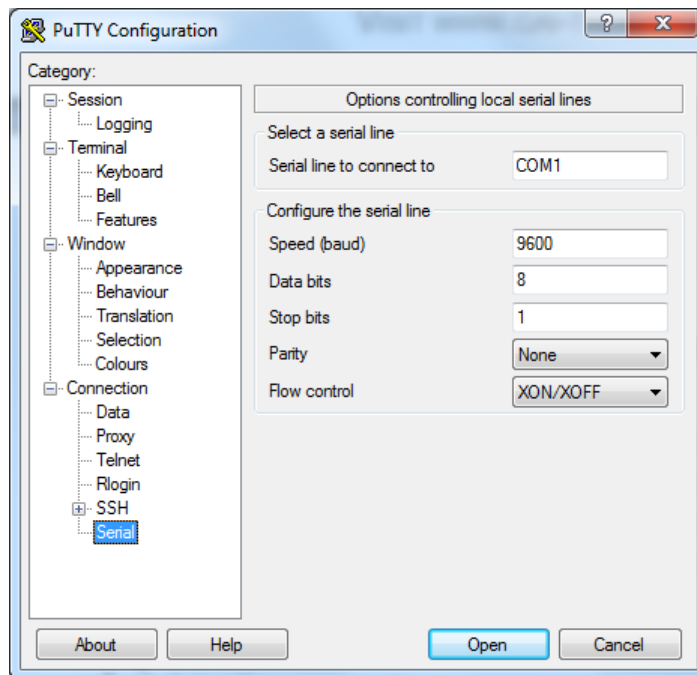 PuTTY Configuration
Category:
Session
Logging
Terminal
Keyboard
Bell
Features
Window
Appearance
Behaviour
Translation
Selection
Colours
Connection
Data
Proxy
Telnet
Rlogin
SSH
Serial
Options controlling local serial lines
Select a serial line
Serial line to connect to COM1
Configure the serial line
Speed (baud) 9600
Data bits 8
Stop bits 1
Parity None
Flow control XON/XOFF
About Help Open Cancel